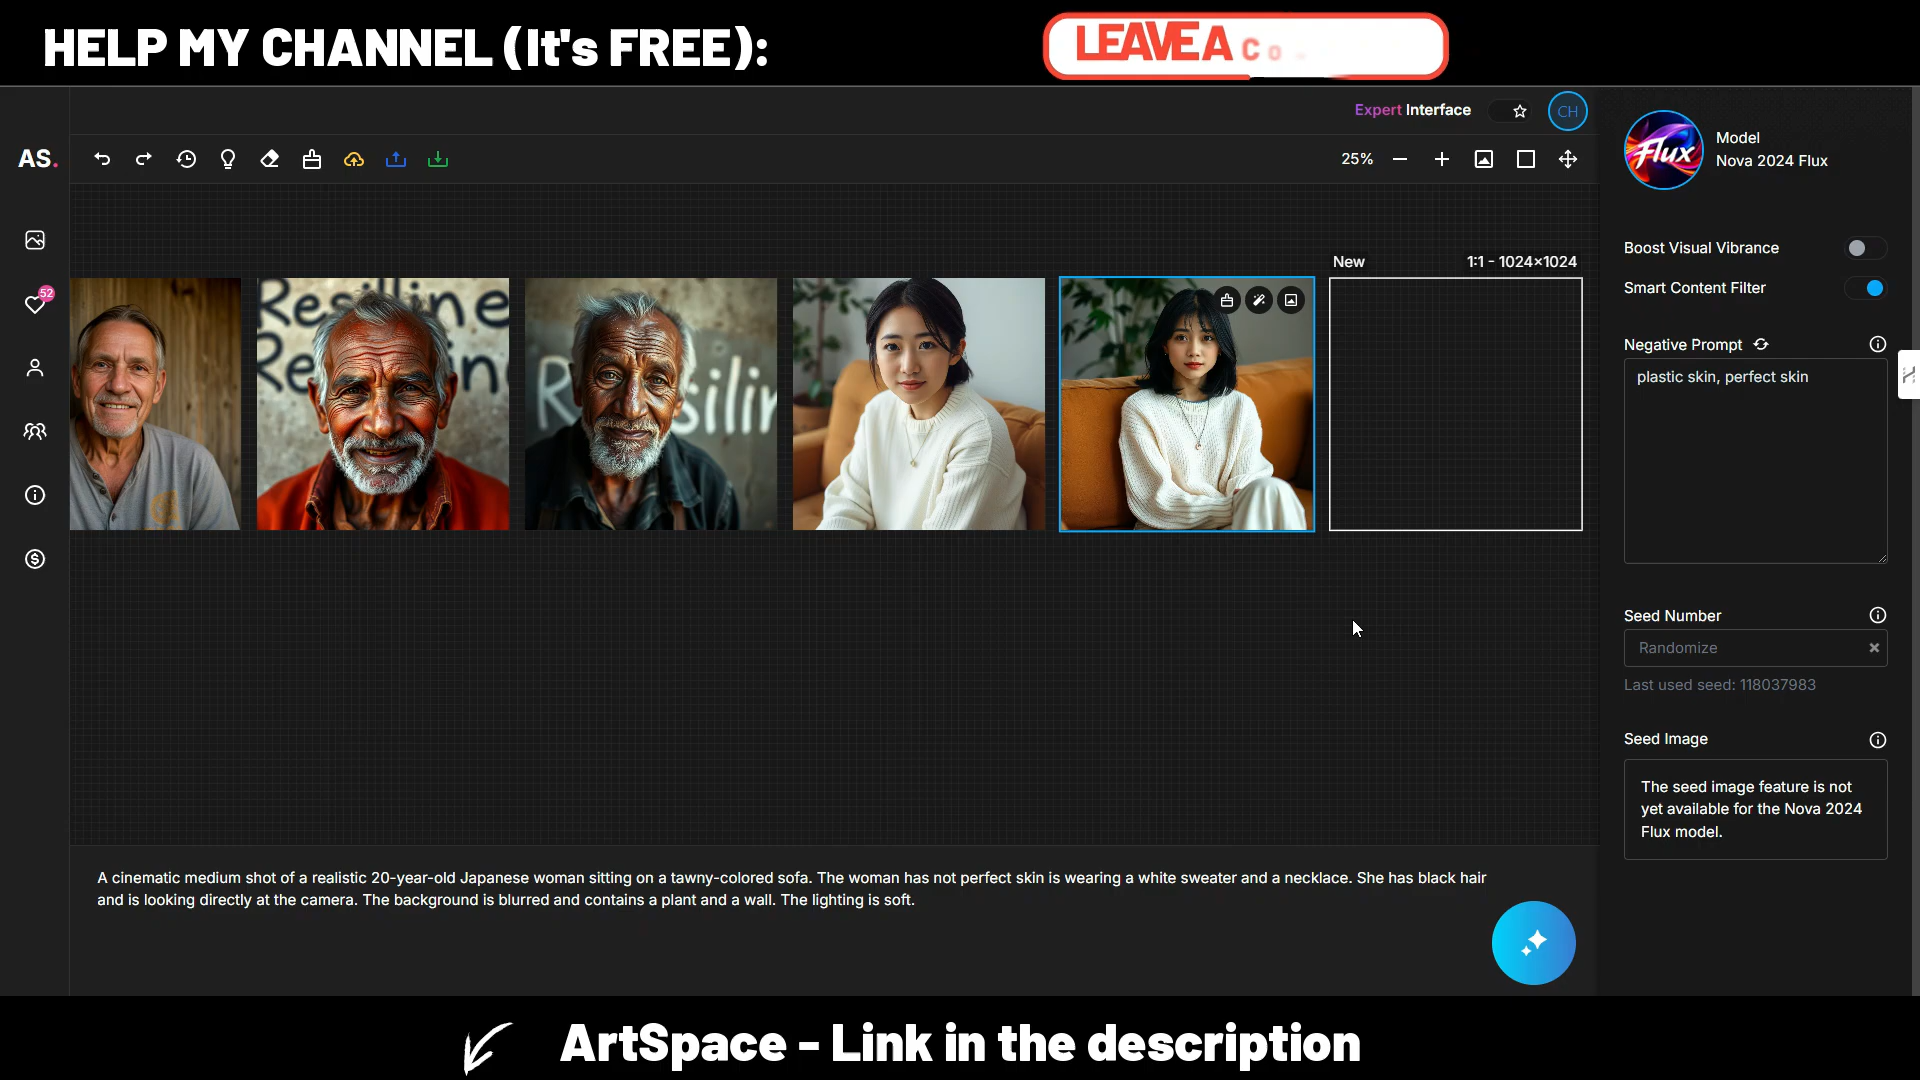 HELP MY CHANNEL (It's FREE):
LEAVE A Co
Expert Interface
CH
AS.
25%
Flux
Model
Nova 2024 Flux
Boost Visual Vibrance
Smart Content Filter
52
New
1:1 - 1024×1024
Negative Prompt
plastic skin, perfect skin
Seed Number
Randomize
Last used seed: 118037983
Seed Image
The seed image feature is not
yet available for the Nova 2024
Flux model.
A cinematic medium shot of a realistic 20-year-old Japanese woman sitting on a tawny-colored sofa. The woman has not perfect skin is wearing a white sweater and a necklace. She has black hair
and is looking directly at the camera. The background is blurred and contains a plant and a wall. The lighting is soft.
ArtSpace - Link in the description